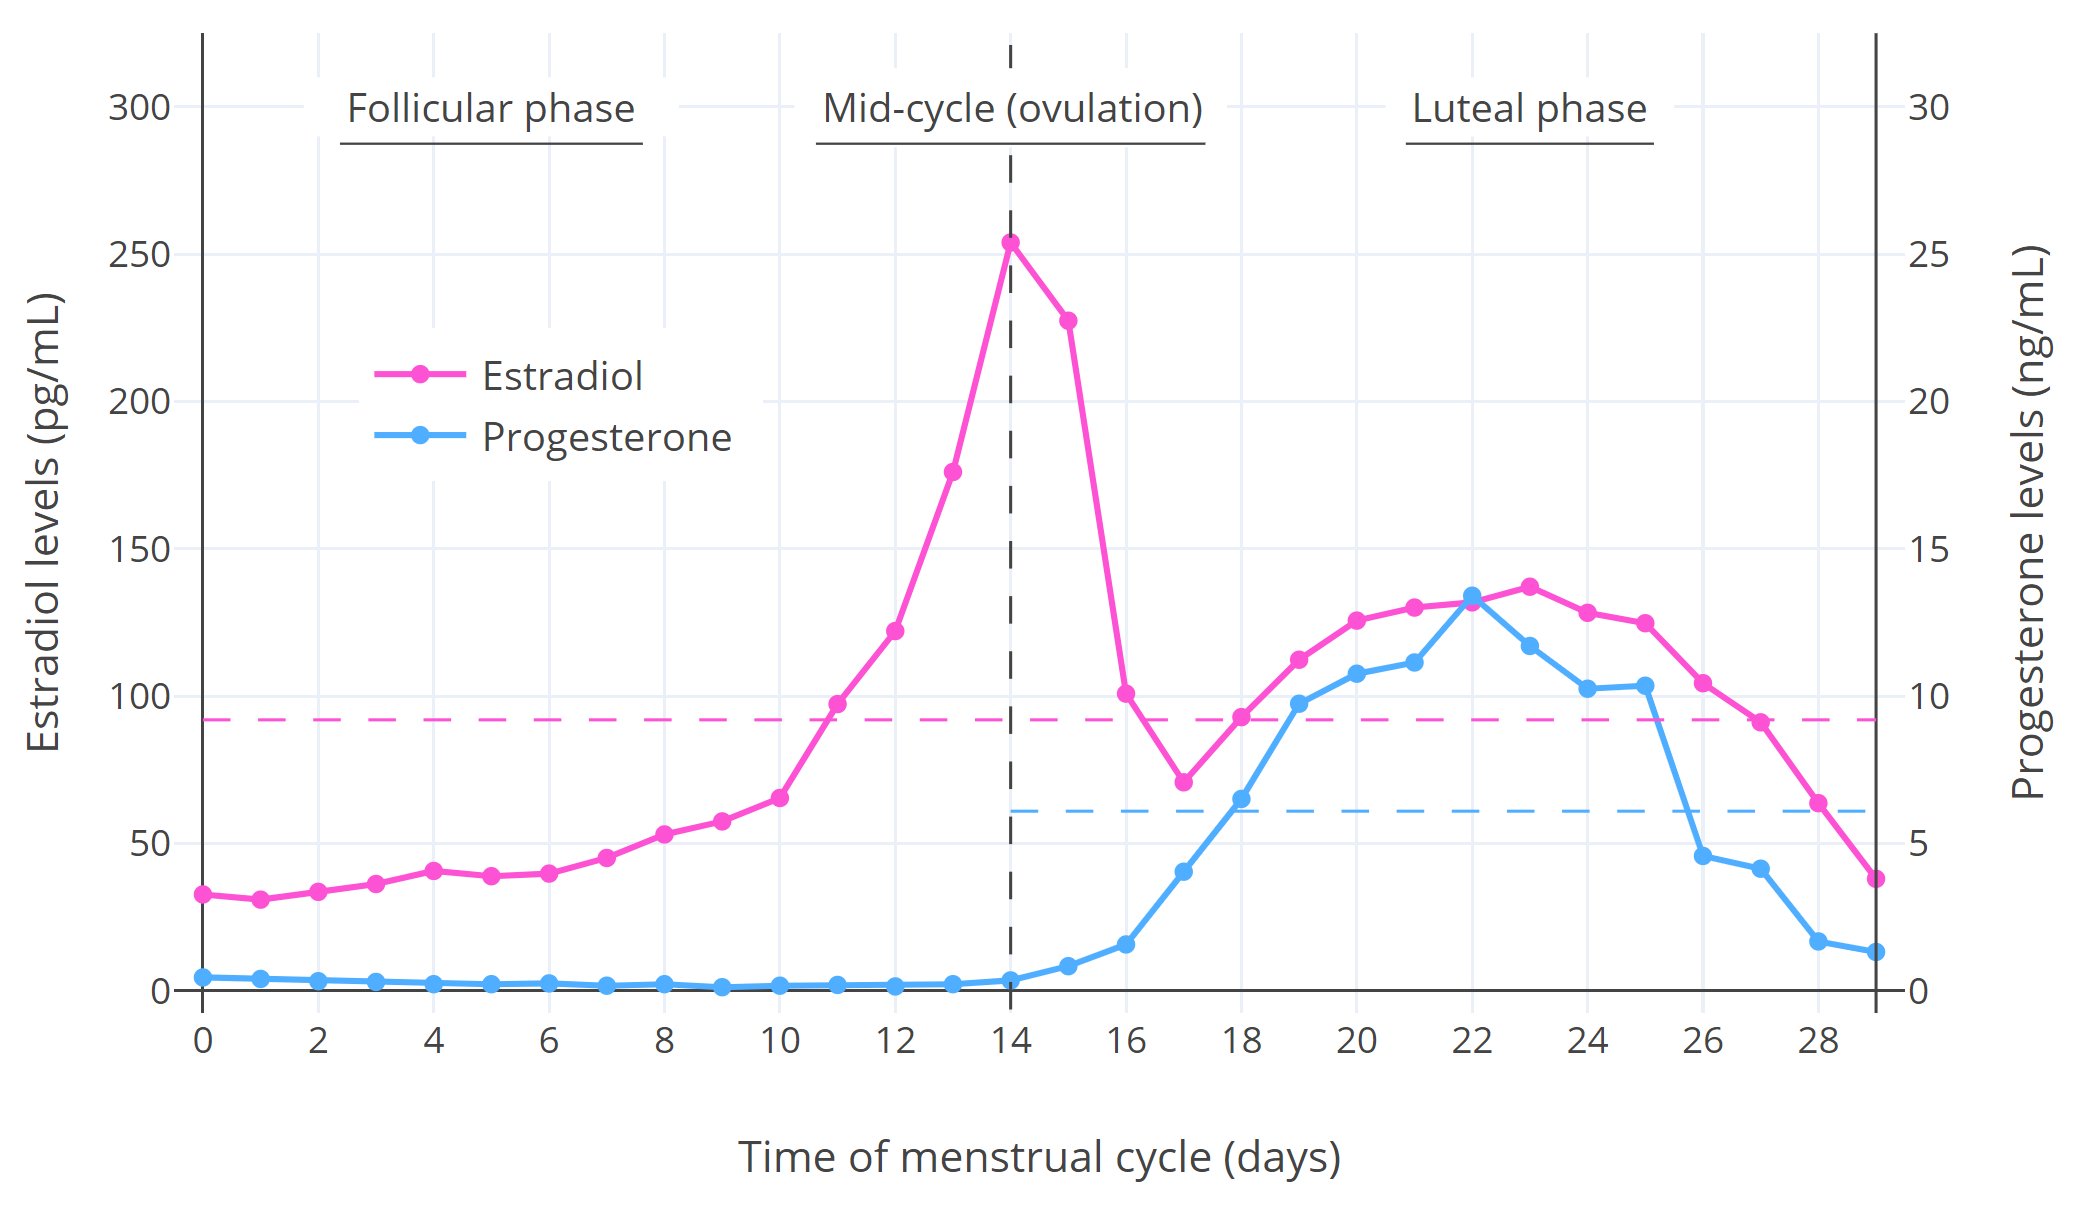 Follicular phase
Mid-cycle (ovulation)
Luteal phase
Estradiol levels (pg/mL)
300
250
200
150
100
50
0
Estradiol
Progesterone
30
25
20
15
10
5
0
Progesterone levels (ng/mL)
0 2 4 6 8 10 12 14 16 18 20 22 24 26 28
Time of menstrual cycle (days)